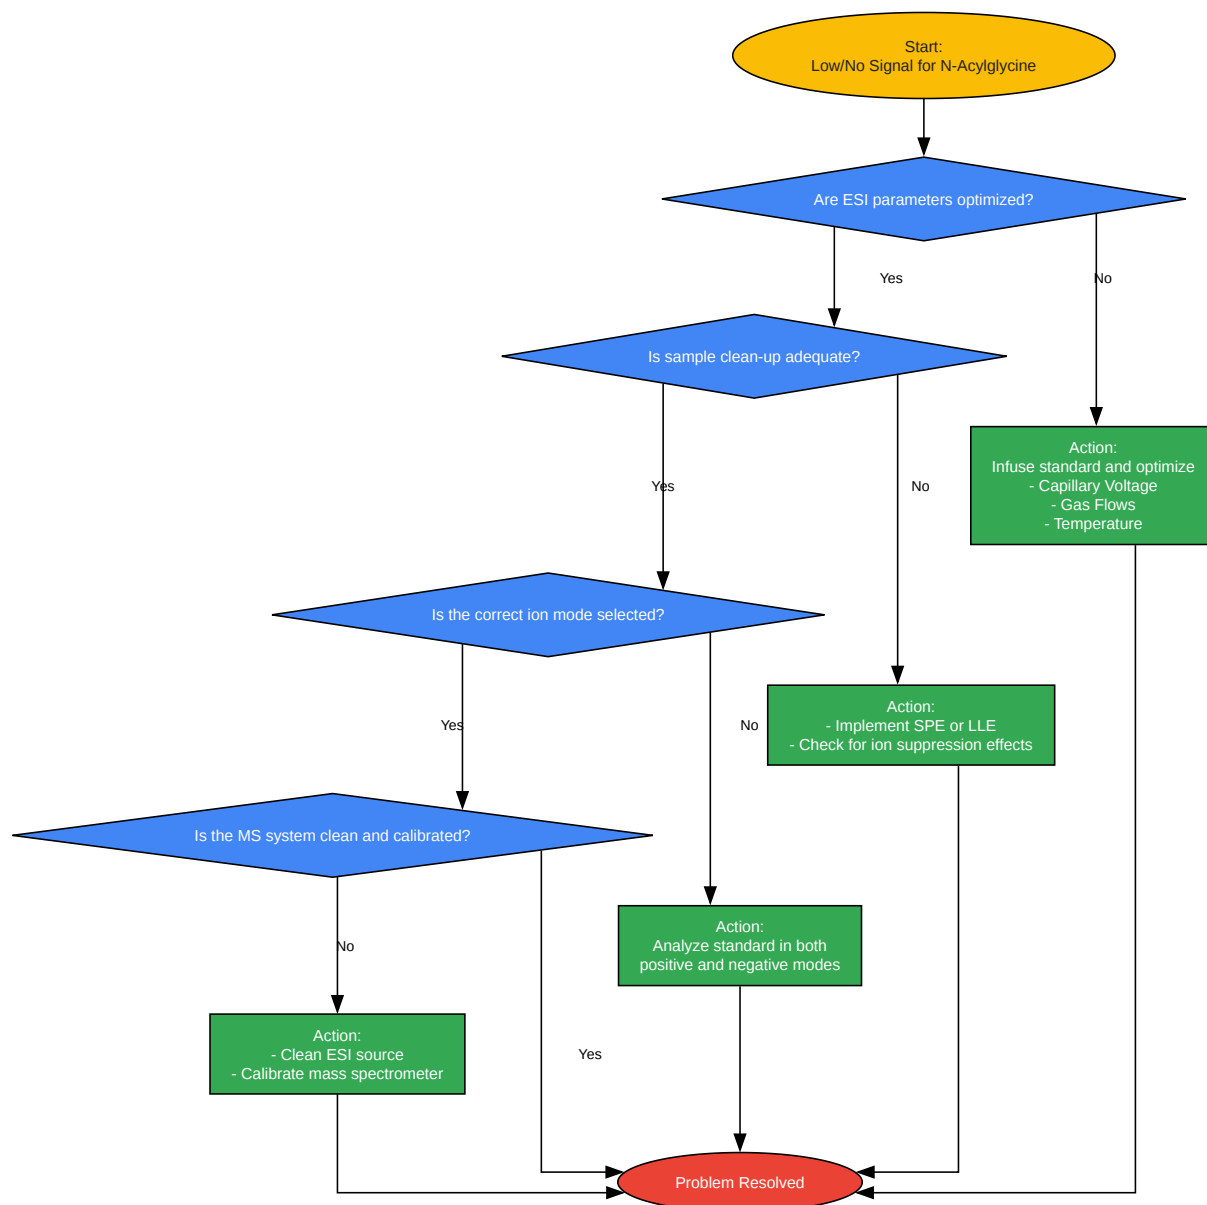 Start:
Low/No Signal for N-Acylglycine
Are ESI parameters optimized?
Yes
No
Is sample clean-up adequate?
Action:
Infuse standard and optimize
- Capillary Voltage
- Gas Flows
- Temperature
Yes
No
Is the correct ion mode selected?
Action:
- Implement SPE or LLE
- Check for ion suppression effects
Yes
No
Is the MS system clean and calibrated?
Action:
Analyze standard in both
positive and negative modes
No
Action:
- Clean ESI source
- Calibrate mass spectrometer
Yes
Problem Resolved